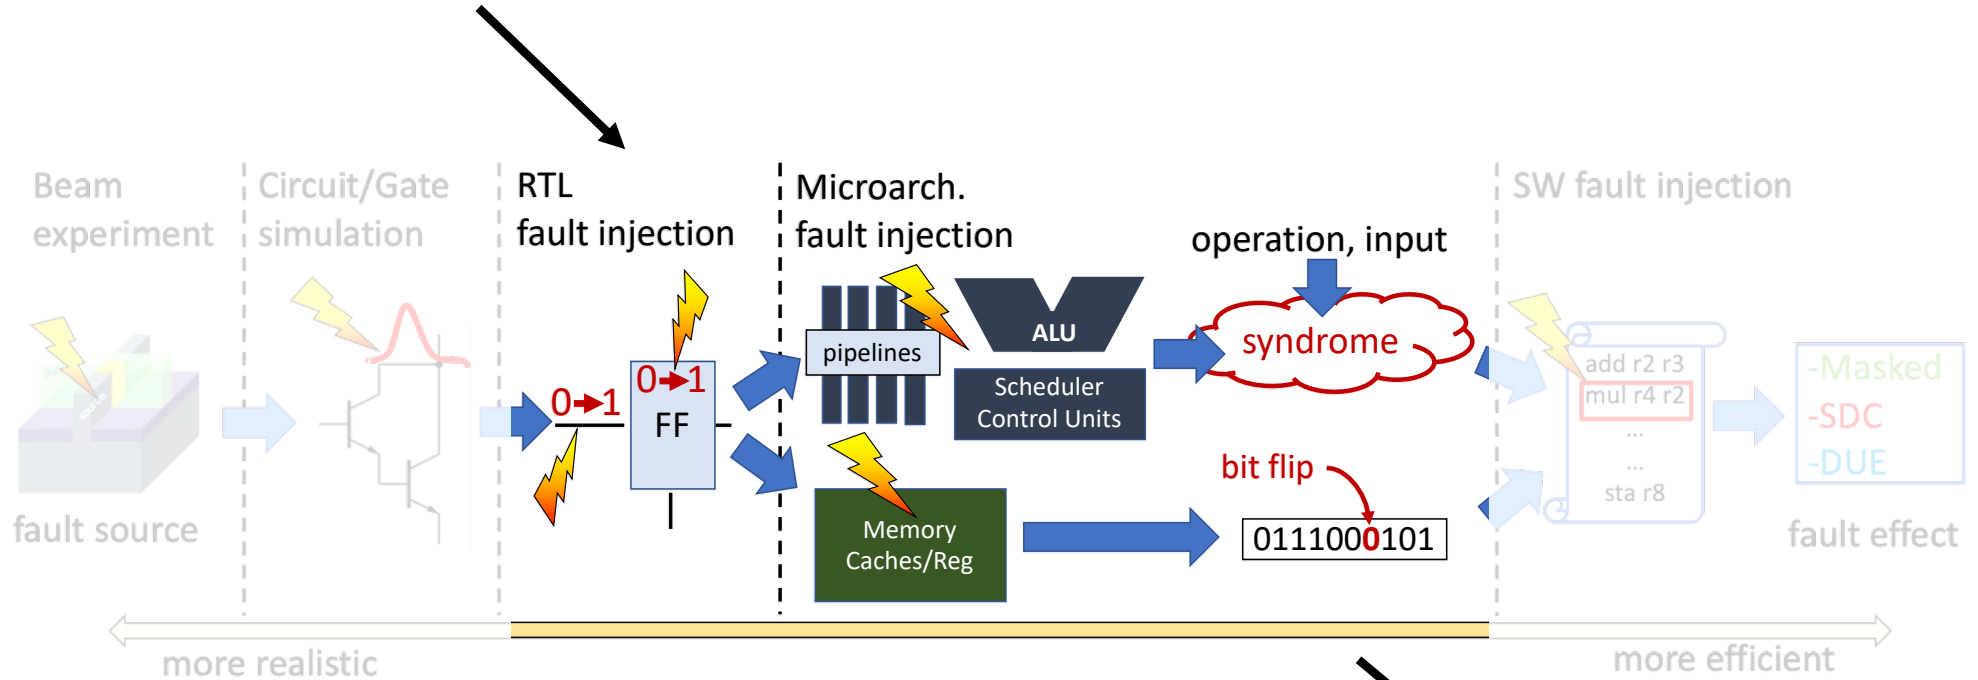 Beam
experiment
Circuit/Gate
simulation
RTL
fault injection
Microarch.
fault injection
SW fault injection
operation, input
pipelines
ALU
Scheduler
Control Units
syndrome
0→1
0→1
FF
source
add r2 r3
mul r4 r2
...
...
sta r8
-Masked
-SDC
-DUE
bit flip
Memory
Caches/Reg
0111000101
fault source
fault effect
more realistic
more efficient